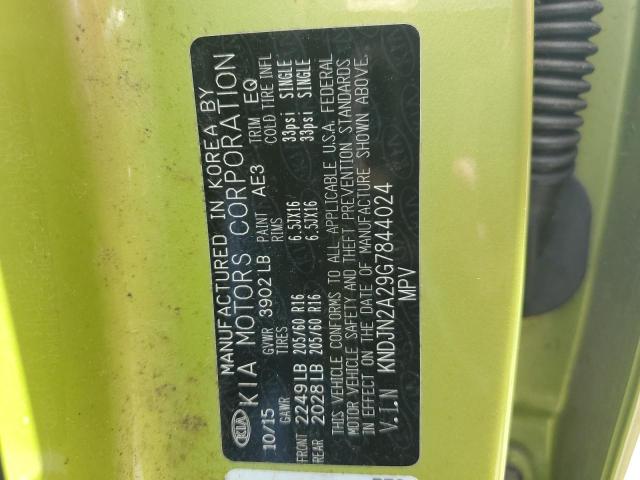 KIA
MANUFACTURED IN KOREA BY
KIA MOTORS CORPORATION
10/15 GVWR 3902 LB PAINT AE3 TRIM EQ
GAWR TIRES RIMS COLD TIRE INFL
FRONT 2249 LB 205/60 R16 6.5JX16 33psi SINGLE
REAR 2028 LB 205/60 R16 6.5JX16 33psi SINGLE
THIS VEHICLE CONFORMS TO ALL APPLICABLE U.S.A. FEDERAL
MOTOR VEHICLE SAFETY AND THEFT PREVENTION STANDARDS
IN EFFECT ON THE DATE OF MANUFACTURE SHOWN ABOVE.
V.I.N KNDJN2A29G7844024
MPV